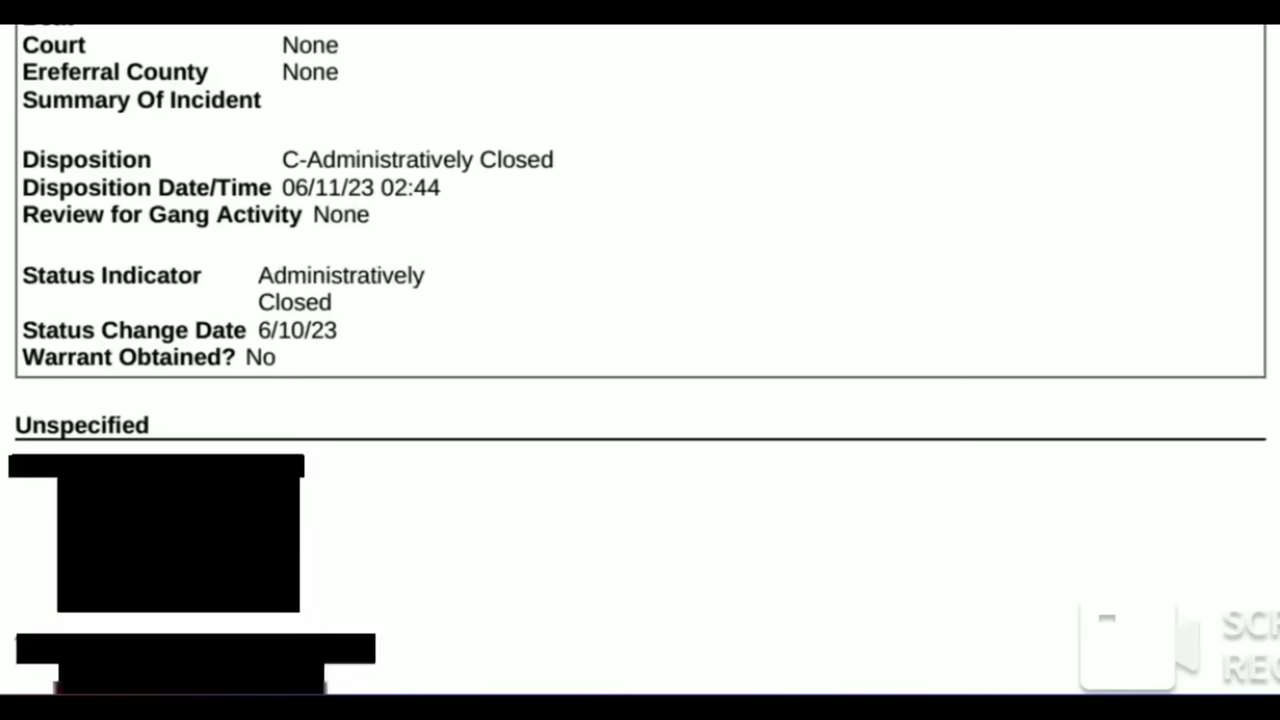 Court None
Ereferral County None
Summary Of Incident
Disposition C-Administratively Closed
Disposition Date/Time 06/11/23 02:44
Review for Gang Activity None
Status Indicator Administratively
Closed
Status Change Date 6/10/23
Warrant Obtained? No
Unspecified